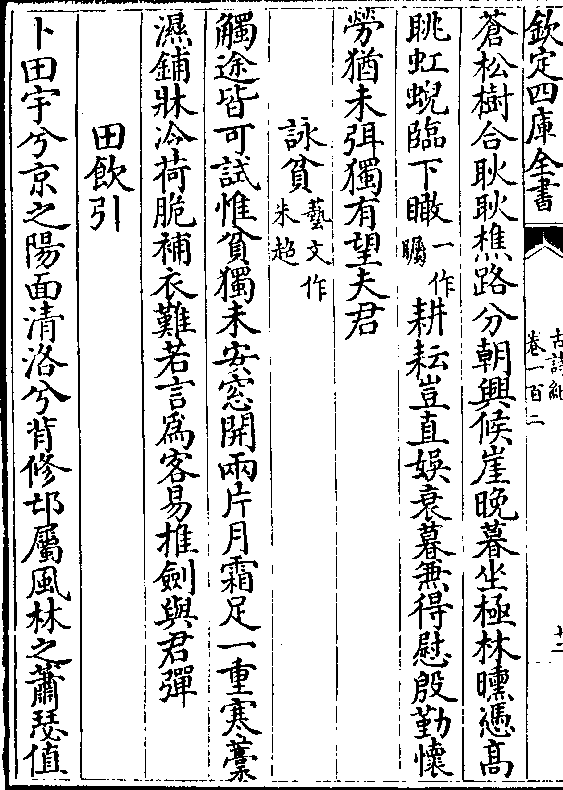 欽定四庫全書
古詩紀
卷一百二
十二
蒼松樹合耿耿樵路分朝興候崖晚暮坐極林曛憑高
眺虹蜺臨下瞰一作矚耕耘豈直娛衰暮兼得慰殷勤懷
勞猶未弭獨有望夫君
詠貧藝文作朱超
觸途皆可試惟貧獨未安窓開兩片月霜足一重寒藁
濕鋪牀冷荷脆補衣難若言為客易推劍與君彈
田飲引
卜田宇兮京之陽面清洛兮背修邙屬風林之蕭瑟值